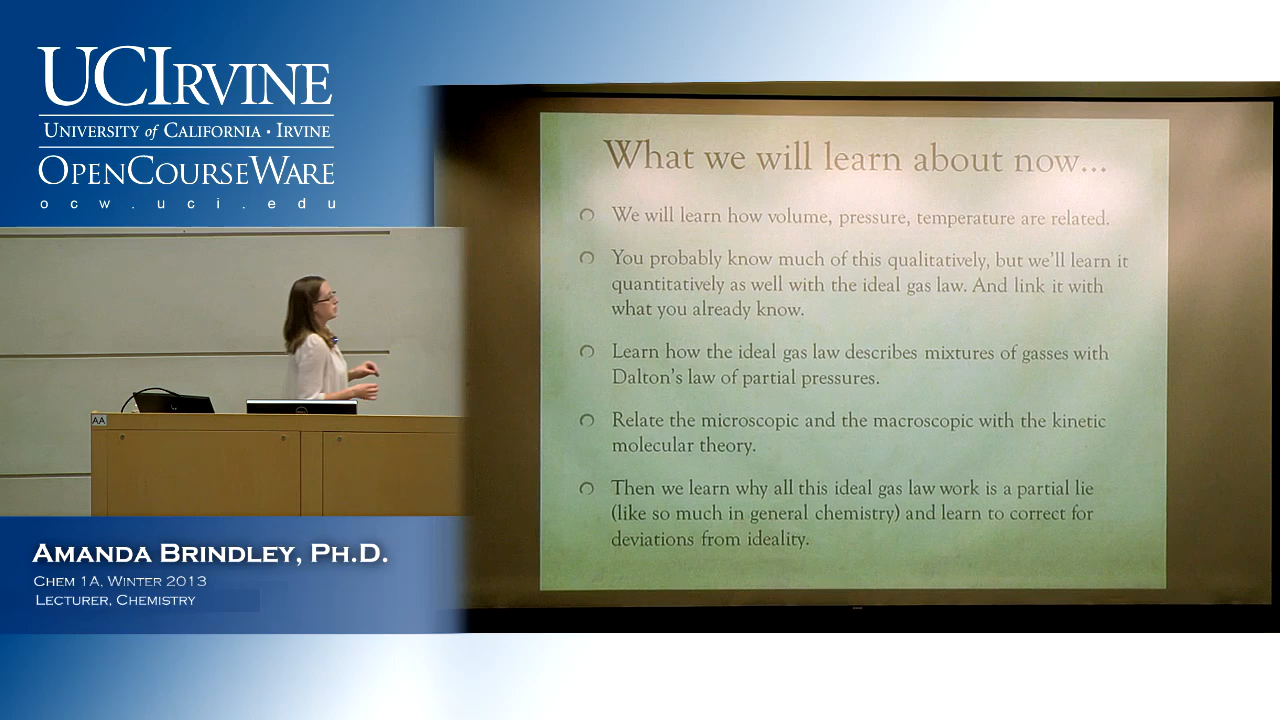 UCIRVINE
UNIVERSITY of CALIFORNIA • IRVINE
OPENCOURSEWARE
ocw.uci.edu
What we will learn about now...
We will learn how volume, pressure, temperature are related.
You probably know much of this qualitatively, but we'll learn it
quantitatively as well with the ideal gas law. And link it with
what you already know.
Learn how the ideal gas law describes mixtures of gasses with
Dalton's law of partial pressures.
Relate the microscopic and the macroscopic with the kinetic
molecular theory.
Then we learn why all this ideal gas law work is a partial lie
(like so much in general chemistry) and learn to correct for
deviations from ideality.
AA
AMANDA BRINDLEY, PH.D.
CHEM 1A, WINTER 2013
LECTURER, CHEMISTRY